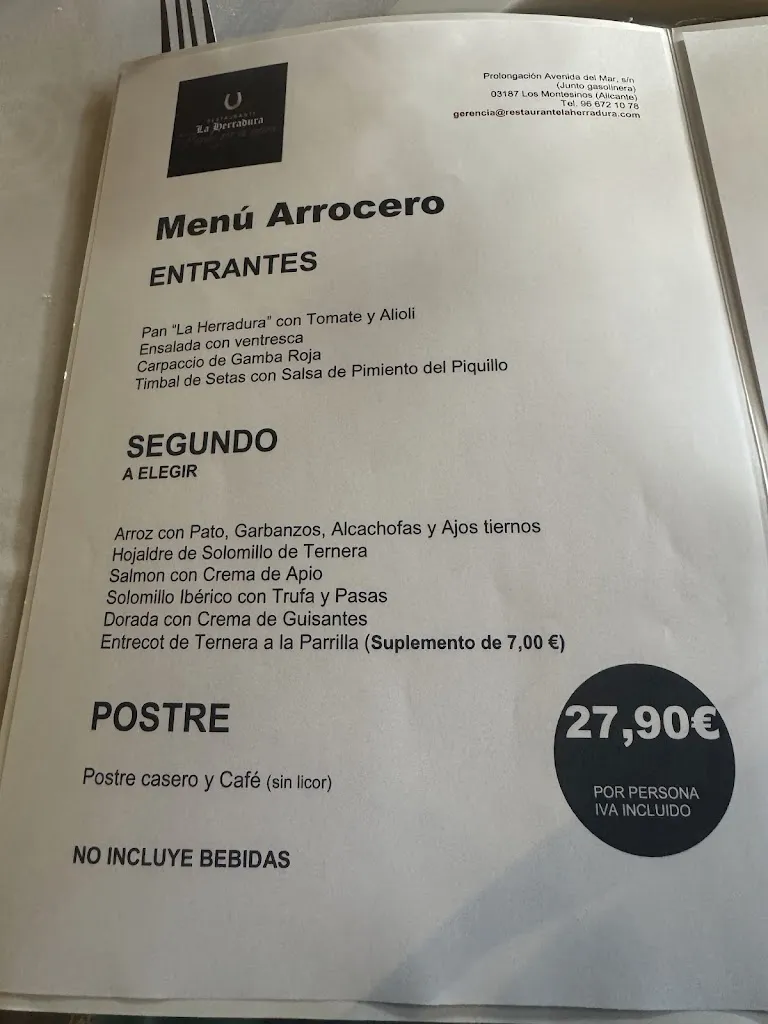 RESTAURANTE
La Herradura
Prolongación Avenida del Mar, s/n
(Junto gasolinera)
03187 Los Montesinos (Alicante)
Tel. 96 672 10 78
gerencia@restaurantelaherradura.com
Menú Arrocero
ENTRANTES
Pan "La Herradura" con Tomate y Alioli
Ensalada con ventresca
Carpaccio de Gamba Roja
Timbal de Setas con Salsa de Pimiento del Piquillo
SEGUNDO
A ELEGIR
Arroz con Pato, Garbanzos, Alcachofas y Ajos tiernos
Hojaldre de Solomillo de Ternera
Salmon con Crema de Apio
Solomillo Ibérico con Trufa y Pasas
Dorada con Crema de Guisantes
Entrecot de Ternera a la Parrilla (Suplemento de 7,00 €)
POSTRE
Postre casero y Café (sin licor)
27,90€
POR PERSONA
IVA INCLUIDO
NO INCLUYE BEBIDAS